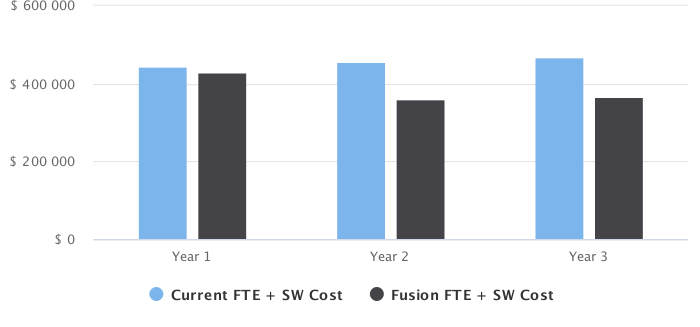 $ 600 000
$ 400 000
$ 200 000
$ 0
Year 1 Year 2 Year 3
Current FTE + SW Cost Fusion FTE + SW Cost